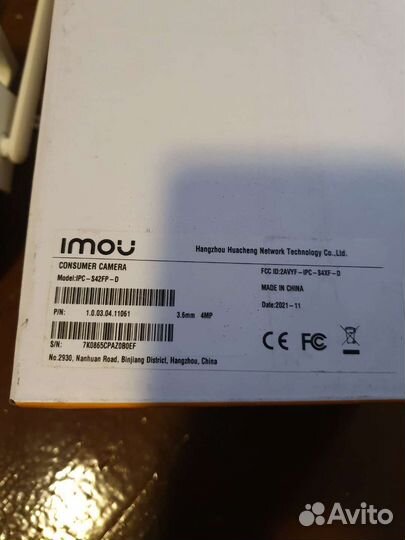 imou
Hangzhou Huacheng Network Technology Co.,Ltd.
CONSUMER CAMERA
Model:IPC-S42FP-D
FCC ID:2AVYF-IPC-S4XF-D
MADE IN CHINA
Date:2021-11
P/N: 1.0.03.04.11061 3.6mm 4MP
S/N: 7K0865CPAZ0B0EF
CE FC
No.2930, Nanhuan Road, Binjiang District, Hangzhou, China
Avito